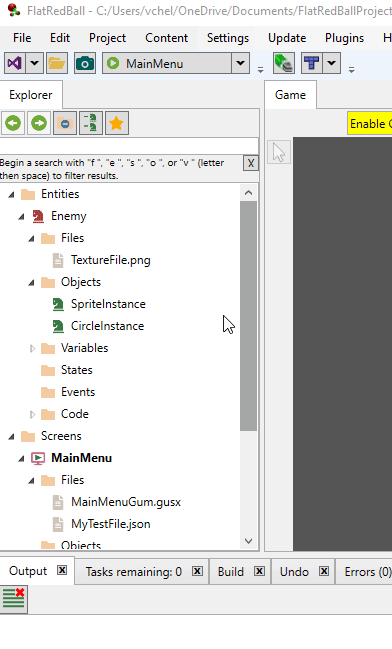 FlatRedBall - C:/Users/vchel/OneDrive/Documents/FlatRedBallProject
File Edit Project Content Settings Update Plugins H
MainMenu
Explorer
Game
Enable
Begin a search with "f ", "e ", "s ", "o ", or "v " (letter
then space) to filter results.
X
Entities
Enemy
Files
TextureFile.png
Objects
SpriteInstance
CircleInstance
Variables
States
Events
Code
Screens
MainMenu
Files
MainMenuGum.gusx
MyTestFile.json
Objects
Output Tasks remaining: 0 Build Undo Errors (0)